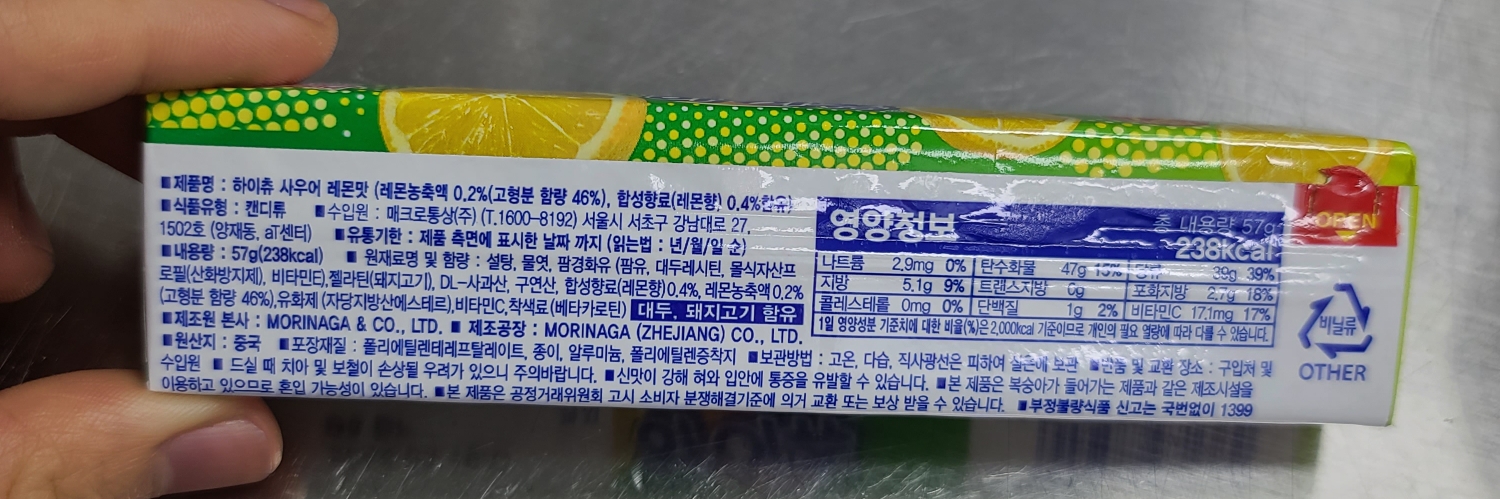 ■제품명 : 하이츄 사우어 레몬맛 (레몬농축액 0.2%(고형분 함량 46%), 합성향료(레몬향) 0.4%함유)
■식품유형 : 캔디류 ■수입원 : 매크로통상(주) (T.1600-8192) 서울시 서초구 강남대로 27,
1502호 (양재동, aT센터) ■유통기한 : 제품 측면에 표시한 날짜 까지 (읽는법 : 년/월/일 순)
■내용량 : 57g(238kcal) ■ 원재료명 및 함량 : 설탕, 물엿, 팜경화유 (팜유, 대두레시틴, 몰식자산프
로필(산화방지제), 비타민E), 젤라틴(돼지고기), DL-사과산, 구연산, 합성향료(레몬향) 0.4%, 레몬농축액 0.2%
(고형분 함량 46%), 유화제 (자당지방산에스테르), 비타민C, 착색료 (베타카로틴) 대두, 돼지고기 함유
■제조원 본사 : MORINAGA & CO., LTD. ■ 제조공장 : MORINAGA (ZHEJIANG) CO., LTD.
■원산지 : 중국 ■포장재질 : 폴리에틸렌테레프탈레이트, 종이, 알루미늄, 폴리에틸렌증착지 ■보관방법 : 고온, 다습, 직사광선은 피하여 실온에 보관 ■반품 및 교환 장소 : 구입처 및
수입원 ■ 드실 때 치아 및 보철이 손상될 우려가 있으니 주의바랍니다. ■신맛이 강해 혀와 입안에 통증을 유발할 수 있습니다. ■본 제품은 복숭아가 들어가는 제품과 같은 제조시설을
이용하고 있으므로 혼입 가능성이 있습니다. ■본 제품은 공정거래위원회 고시 소비자 분쟁해결기준에 의거 교환 또는 보상 받을 수 있습니다. ■부정불량식품 신고는 국번없이 1399
영양정보 총 내용량 57g
238kcal
나트륨 2.9mg 0% 탄수화물 47g 15% 당류 39g 39%
지방 5.1g 9% 트랜스지방 0g 포화지방 2.7g 18%
콜레스테롤 0mg 0% 단백질 1g 2% 비타민C 17.1mg 17%
1일 영양성분 기준치에 대한 비율(%)은 2,000kcal 기준이므로 개인의 필요 열량에 따라 다를 수 있습니다.
OPEN
비닐류
OTHER